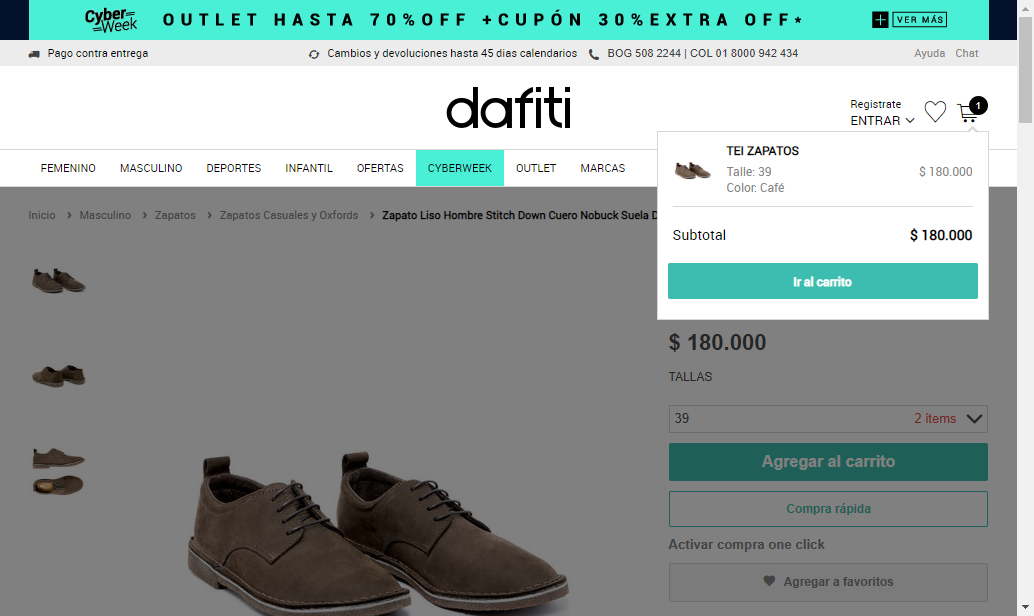 Cyber Week
OUTLET HASTA 70%OFF +CUPÓN 30%EXTRA OFF*
VER MÁS
Pago contra entrega
Cambios y devoluciones hasta 45 dias calendarios
BOG 508 2244 | COL 01 8000 942 434
Ayuda
Chat
dafiti
Registrate
ENTRAR
1
FEMENINO
MASCULINO
DEPORTES
INFANTIL
OFERTAS
CYBERWEEK
OUTLET
MARCAS
TEI ZAPATOS
Talle: 39
Color: Café
$ 180.000
Subtotal
$ 180.000
Ir al carrito
Inicio > Masculino > Zapatos > Zapatos Casuales y Oxfords > Zapato Liso Hombre Stitch Down Cuero Nobuck Suela
$ 180.000
TALLAS
39
2 items
Agregar al carrito
Compra rápida
Activar compra one click
Agregar a favoritos